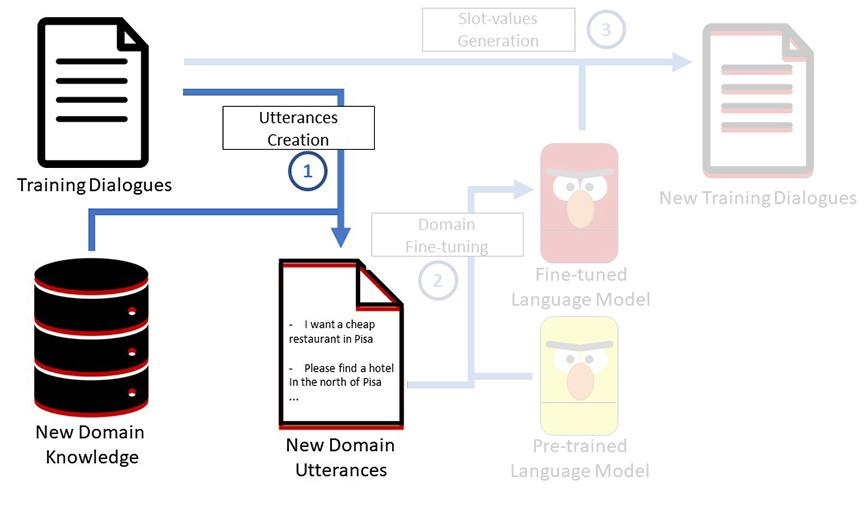 Slot-values
Generation
3
Utterances
Creation
1
Training Dialogues
New Training Dialogues
Domain
Fine-tuning
2
Fine-tuned
Language Model
- I want a cheap
restaurant in Pisa
- Please find a hotel
In the north of Pisa
...
New Domain
Knowledge
New Domain
Utterances
Pre-trained
Language Model